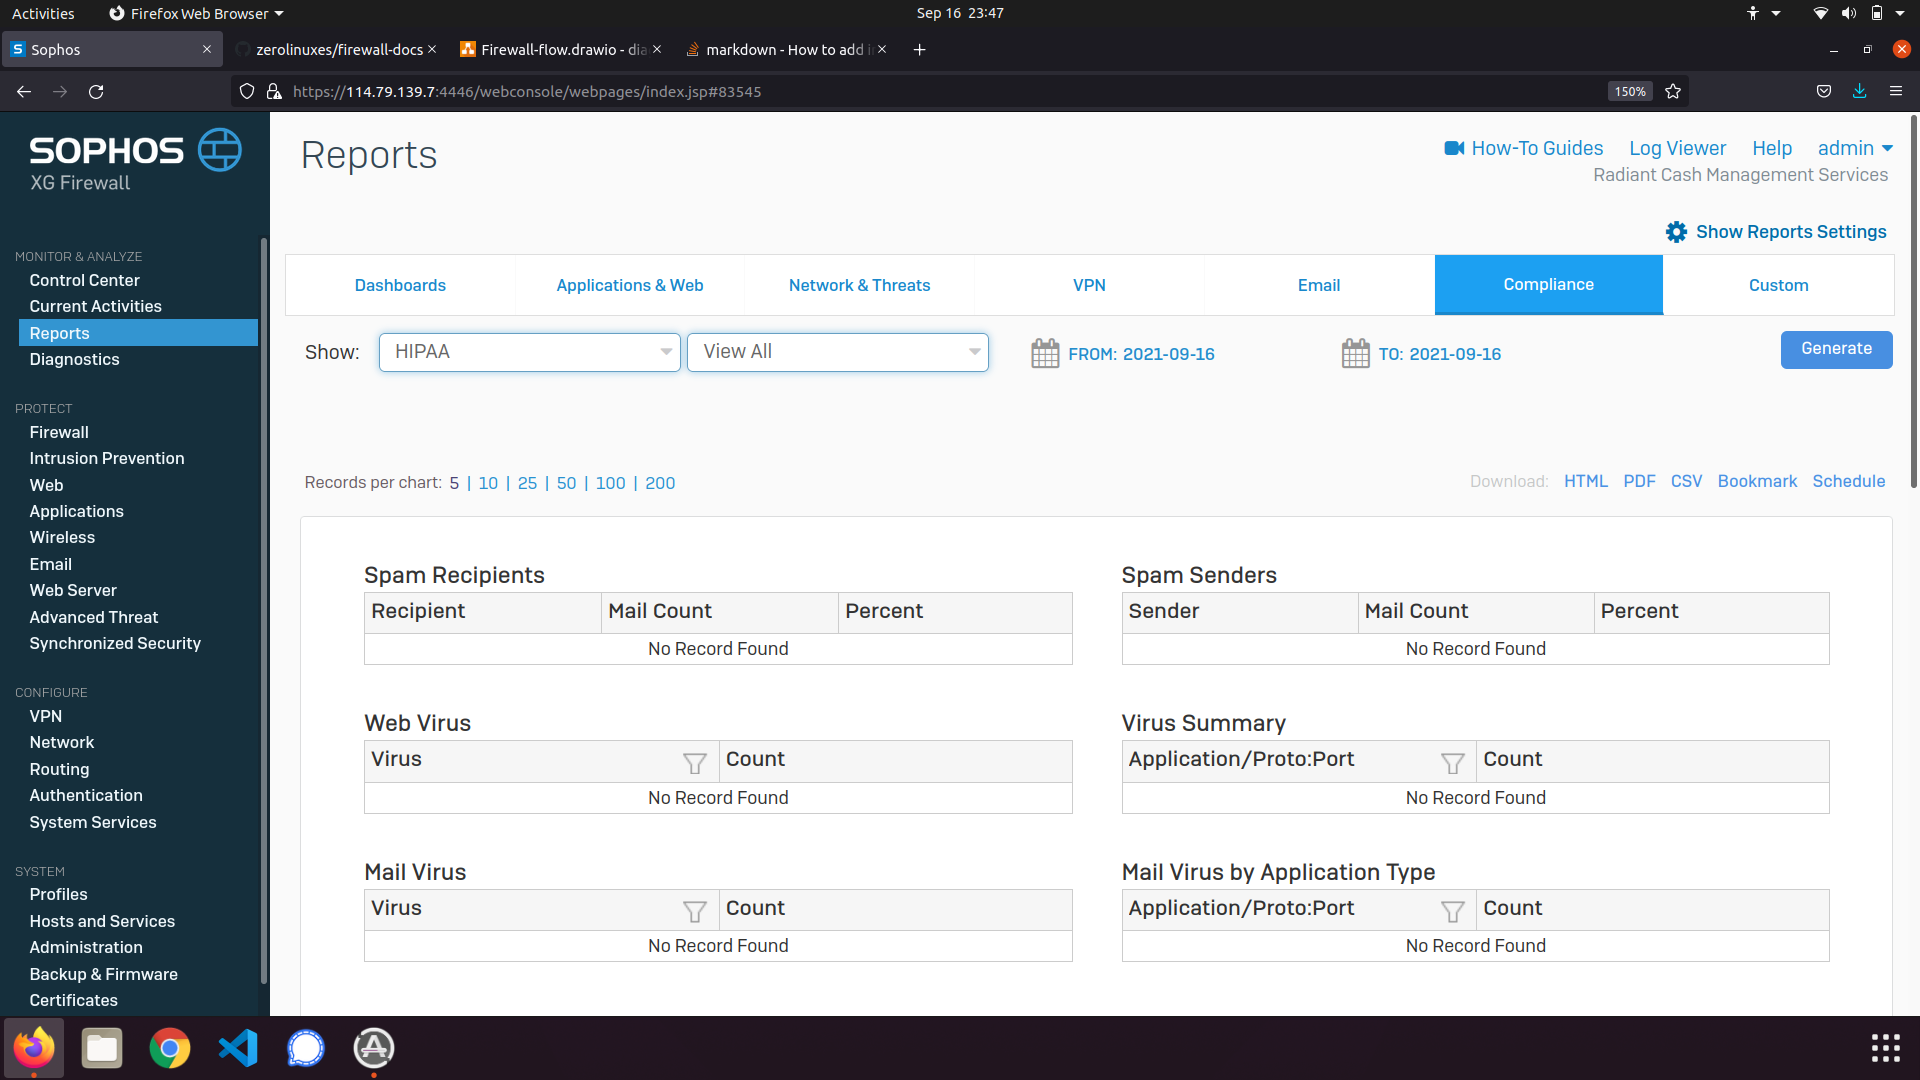 Activities
Firefox Web Browser
Sep 16 23:47
Sophos
zerolinuxes/firewall-docs
Firewall-flow.drawio - dia
markdown - How to add i
https://114.79.139.7:4446/webconsole/webpages/index.jsp#83545
150%
SOPHOS
XG Firewall
Reports
How-To Guides
Log Viewer
Help
admin
Radiant Cash Management Services
Show Reports Settings
MONITOR & ANALYZE
Control Center
Current Activities
Reports
Diagnostics
PROTECT
Firewall
Intrusion Prevention
Web
Applications
Wireless
Email
Web Server
Advanced Threat
Synchronized Security
CONFIGURE
VPN
Network
Routing
Authentication
System Services
SYSTEM
Profiles
Hosts and Services
Administration
Backup & Firmware
Certificates
Dashboards
Applications & Web
Network & Threats
VPN
Email
Compliance
Custom
Show:
HIPAA
View All
FROM: 2021-09-16
TO: 2021-09-16
Generate
Records per chart: 5 | 10 | 25 | 50 | 100 | 200
Download: HTML PDF CSV Bookmark Schedule
Spam Recipients
Recipient Mail Count Percent
No Record Found
Spam Senders
Sender Mail Count Percent
No Record Found
Web Virus
Virus Count
No Record Found
Virus Summary
Application/Proto:Port Count
No Record Found
Mail Virus
Virus Count
No Record Found
Mail Virus by Application Type
Application/Proto:Port Count
No Record Found